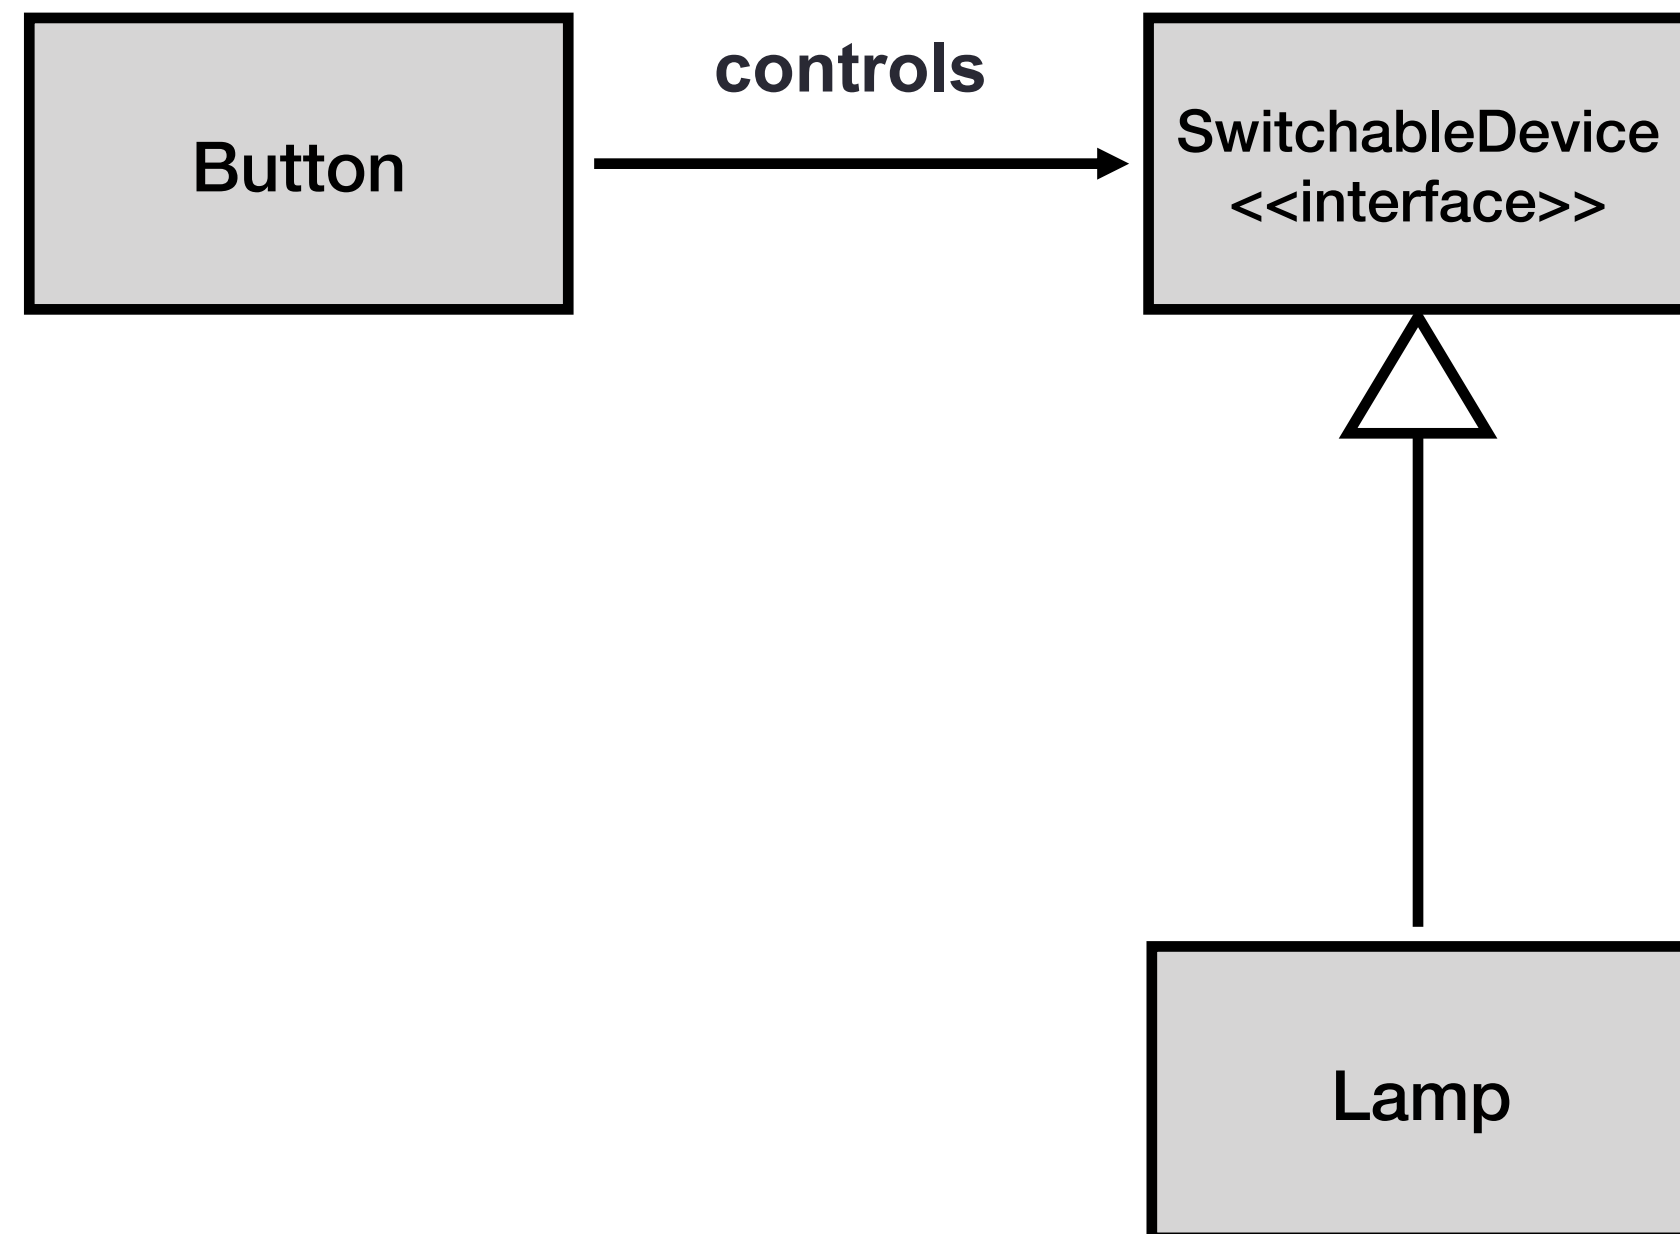 controls
Button
SwitchableDevice
<<interface>>
Lamp